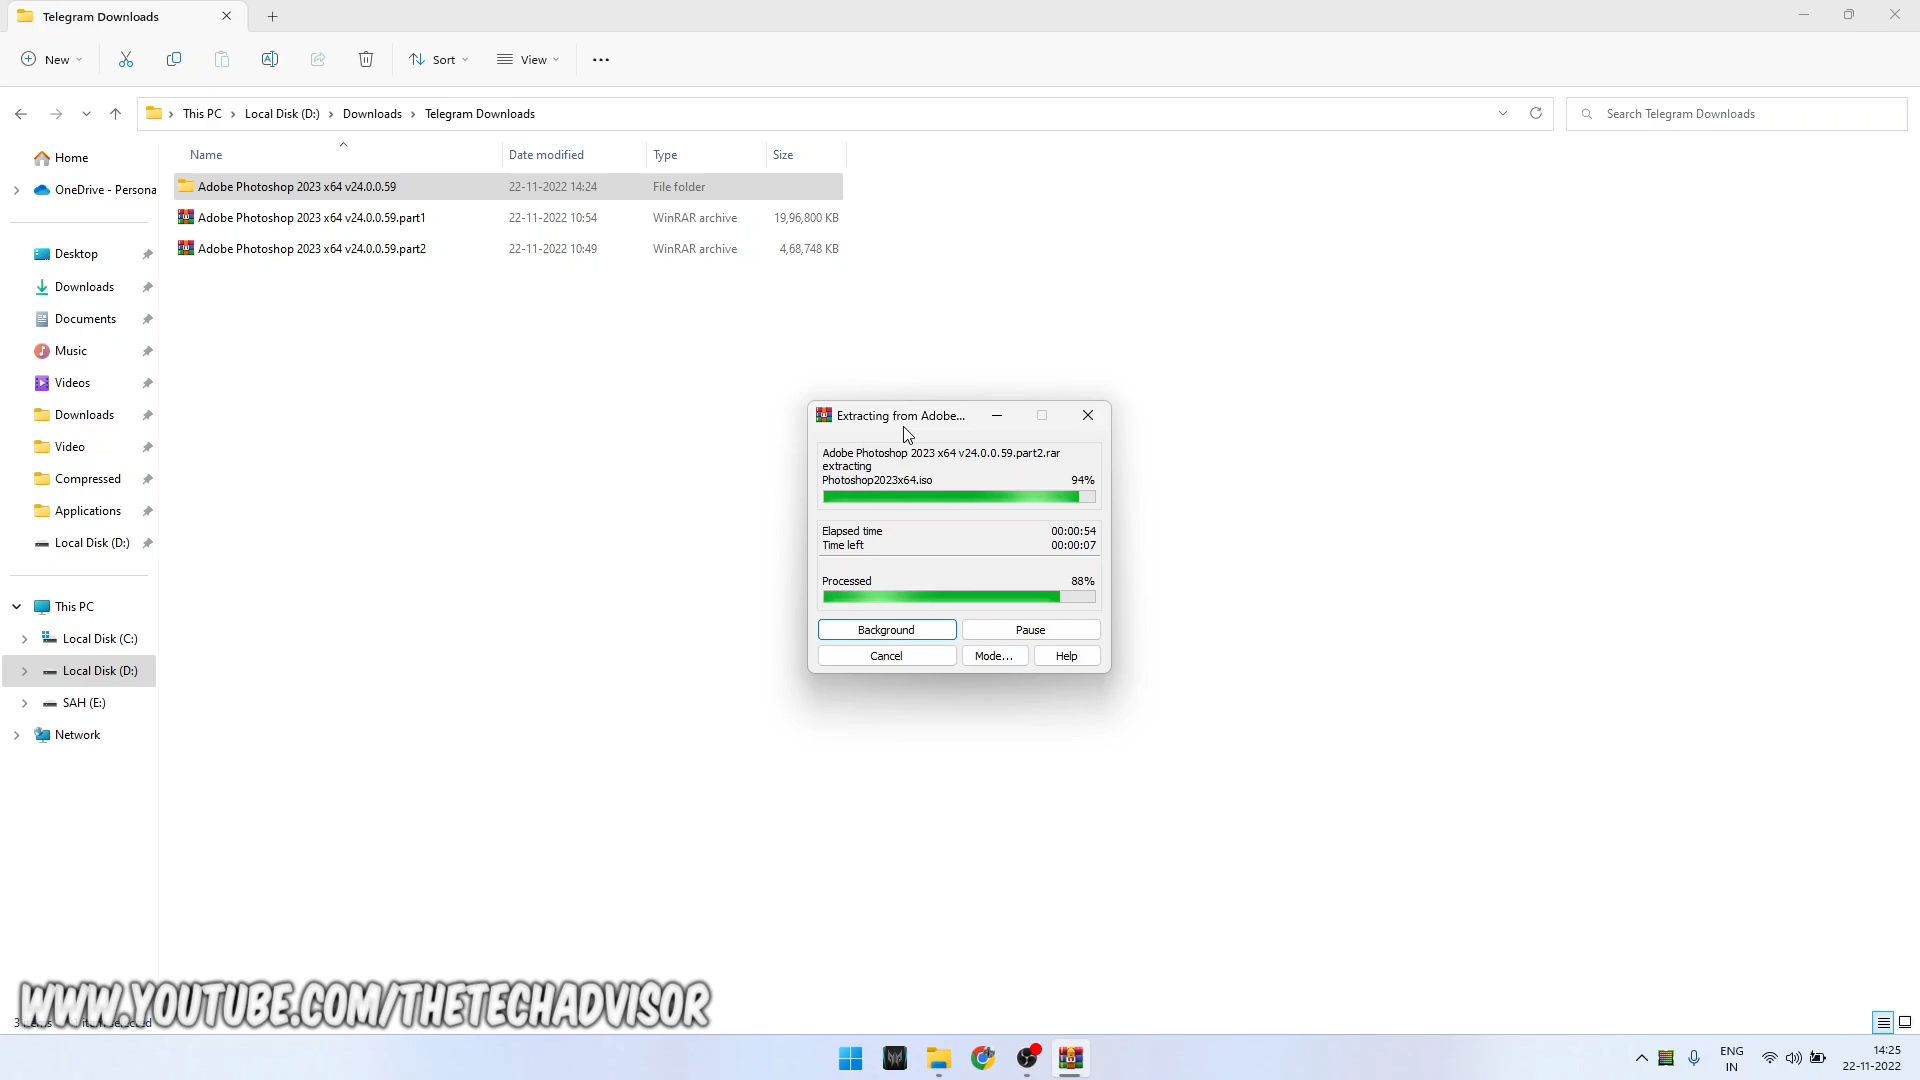 Telegram Downloads
New
Sort
View
This PC > Local Disk (D:) > Downloads > Telegram Downloads
Search Telegram Downloads
Name Date modified Type Size
Adobe Photoshop 2023 x64 v24.0.0.59 22-11-2022 14:24 File folder
Adobe Photoshop 2023 x64 v24.0.0.59.part1 22-11-2022 10:54 WinRAR archive 19,96,800 KB
Adobe Photoshop 2023 x64 v24.0.0.59.part2 22-11-2022 10:49 WinRAR archive 4,68,748 KB
Home
OneDrive - Persona
Desktop
Downloads
Documents
Music
Videos
Downloads
Video
Compressed
Applications
Local Disk (D:)
This PC
Local Disk (C:)
Local Disk (D:)
SAH (E:)
Network
Extracting from Adobe...
Adobe Photoshop 2023 x64 v24.0.0.59.part2.rar
extracting
Photoshop2023x64.iso 94%
Elapsed time 00:00:54
Time left 00:00:07
Processed 88%
Background Pause
Cancel Mode... Help
WWW.YOUTUBE.COM/THETECHADVISOR
ENG
IN
14:25
22-11-2022